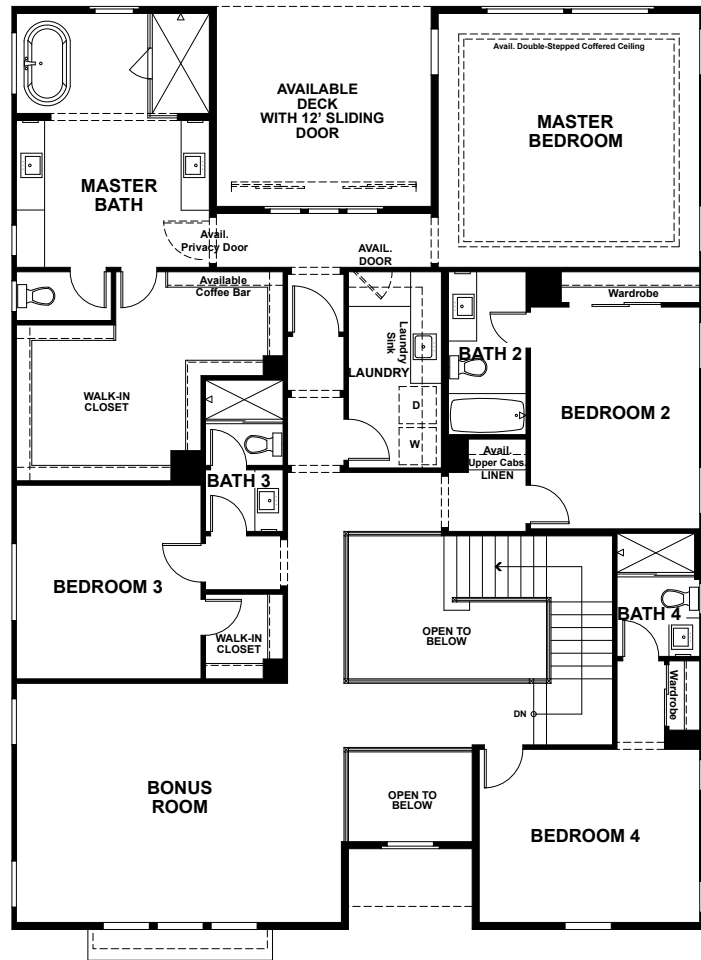 Avail. Double-Stepped Coffered Ceiling
AVAILABLE
DECK
WITH 12' SLIDING
DOOR
MASTER
BEDROOM
MASTER
BATH
Avail.
Privacy Door
AVAIL.
DOOR
Available
Coffee Bar
Wardrobe
Laundry
Sink
LAUNDRY
BATH 2
WALK-IN
CLOSET
D
W
BEDROOM 2
Avail.
Upper Cabs.
LINEN
BATH 3
BEDROOM 3
WALK-IN
CLOSET
OPEN TO
BELOW
BATH 4
Wardrobe
DN
BONUS
ROOM
OPEN TO
BELOW
BEDROOM 4